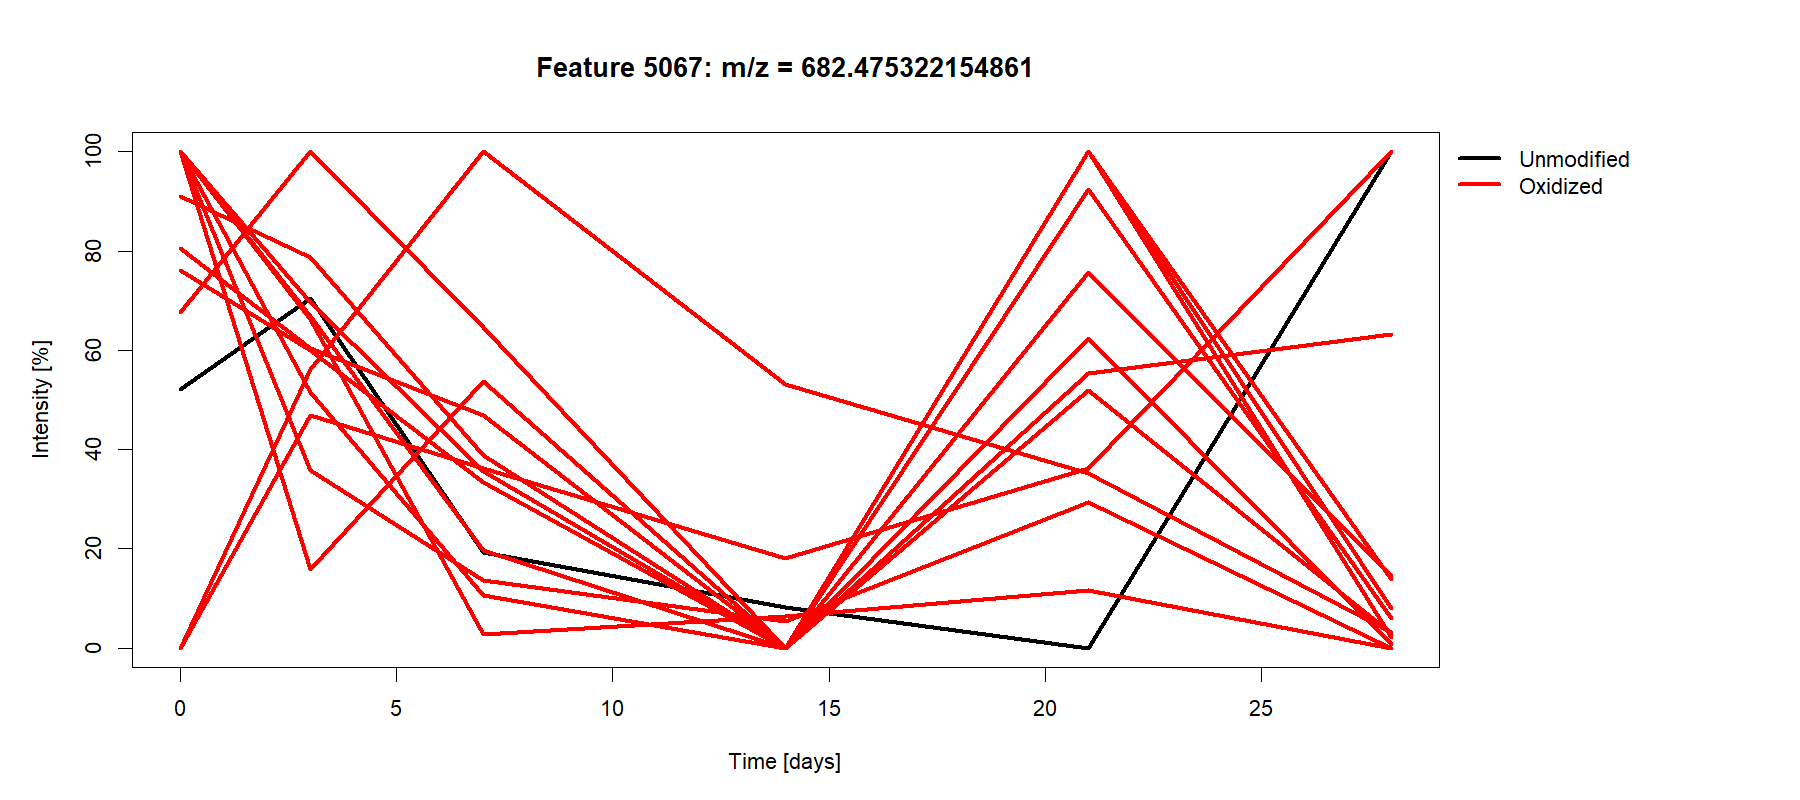 Feature 5067: m/z = 682.475322154861
Unmodified
Oxidized
Intensity [%]
100
80
60
40
20
0
0 5 10 15 20 25
Time [days]